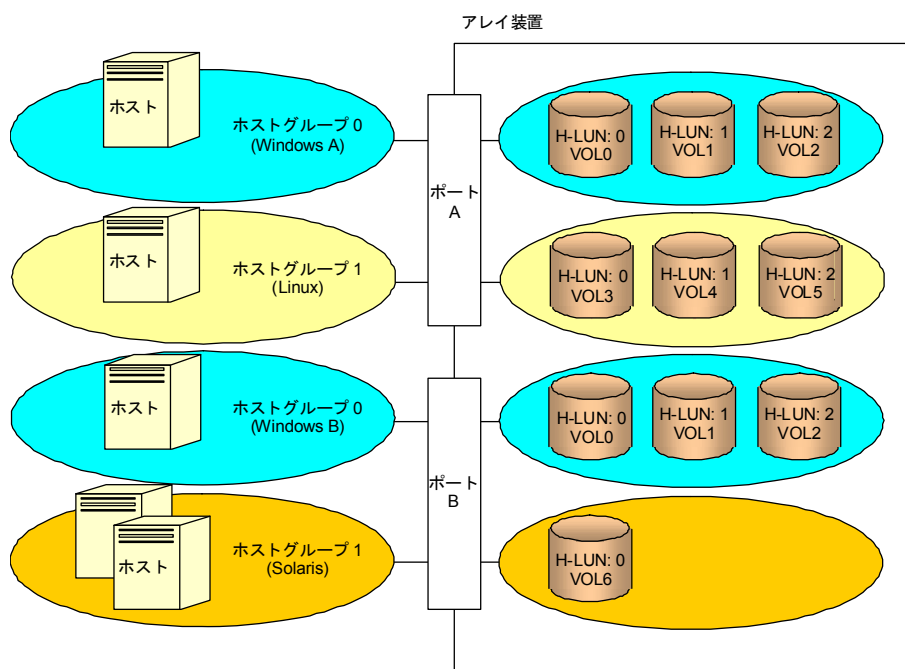 アレイ装置
ホスト
ホストグループ 0
(Windows A)
H-LUN: 0
VOL0
H-LUN: 1
VOL1
H-LUN: 2
VOL2
ポート
A
ホスト
ホストグループ 1
(Linux)
H-LUN: 0
VOL3
H-LUN: 1
VOL4
H-LUN: 2
VOL5
ホスト
ホストグループ 0
(Windows B)
H-LUN: 0
VOL0
H-LUN: 1
VOL1
H-LUN: 2
VOL2
ポート
B
ホスト
ホストグループ 1
(Solaris)
H-LUN: 0
VOL6